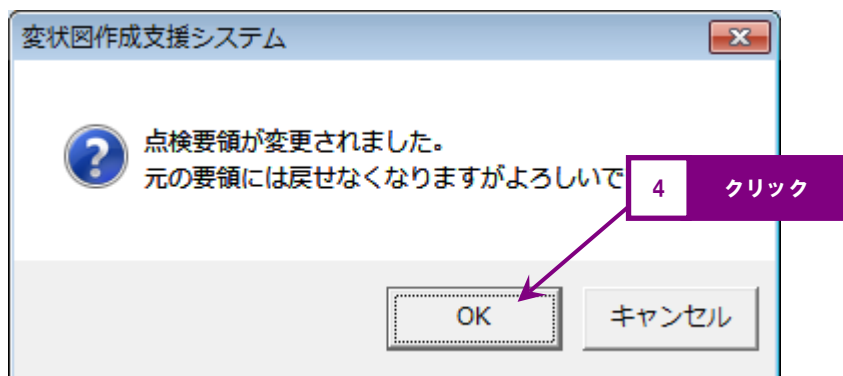 変状図作成支援システム
点検要領が変更されました。
元の要領には戻せなくなりますがよろしいで
4 クリック
OK
キャンセル